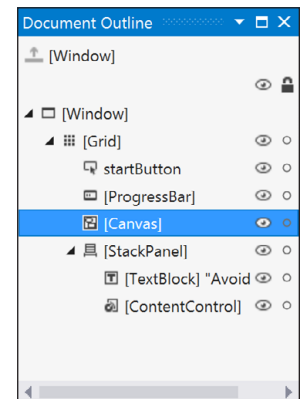 Document Outline
[Window]
[Window]
[Grid]
startButton
[ProgressBar]
[Canvas]
[StackPanel]
[TextBlock] "Avoid
[ContentControl]